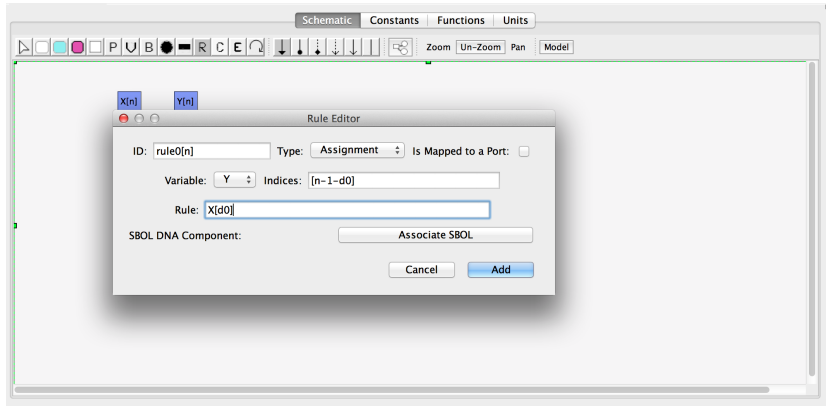 Schematic Constants Functions Units
P V B R C E Zoom Un-Zoom Pan Model
X[n] Y[n]
Rule Editor
ID: rule0[n] Type: Assignment Is Mapped to a Port:
Variable: Y Indices: [n-1-d0]
Rule: X[d0]
SBOL DNA Component: Associate SBOL
Cancel Add